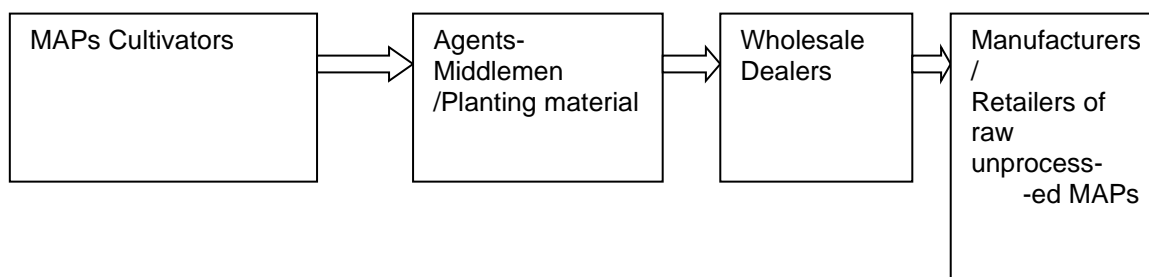 MAPs Cultivators
Agents-
Middlemen
/Planting material
Wholesale
Dealers
Manufacturers
/
Retailers of
raw
unprocess-
-ed MAPs